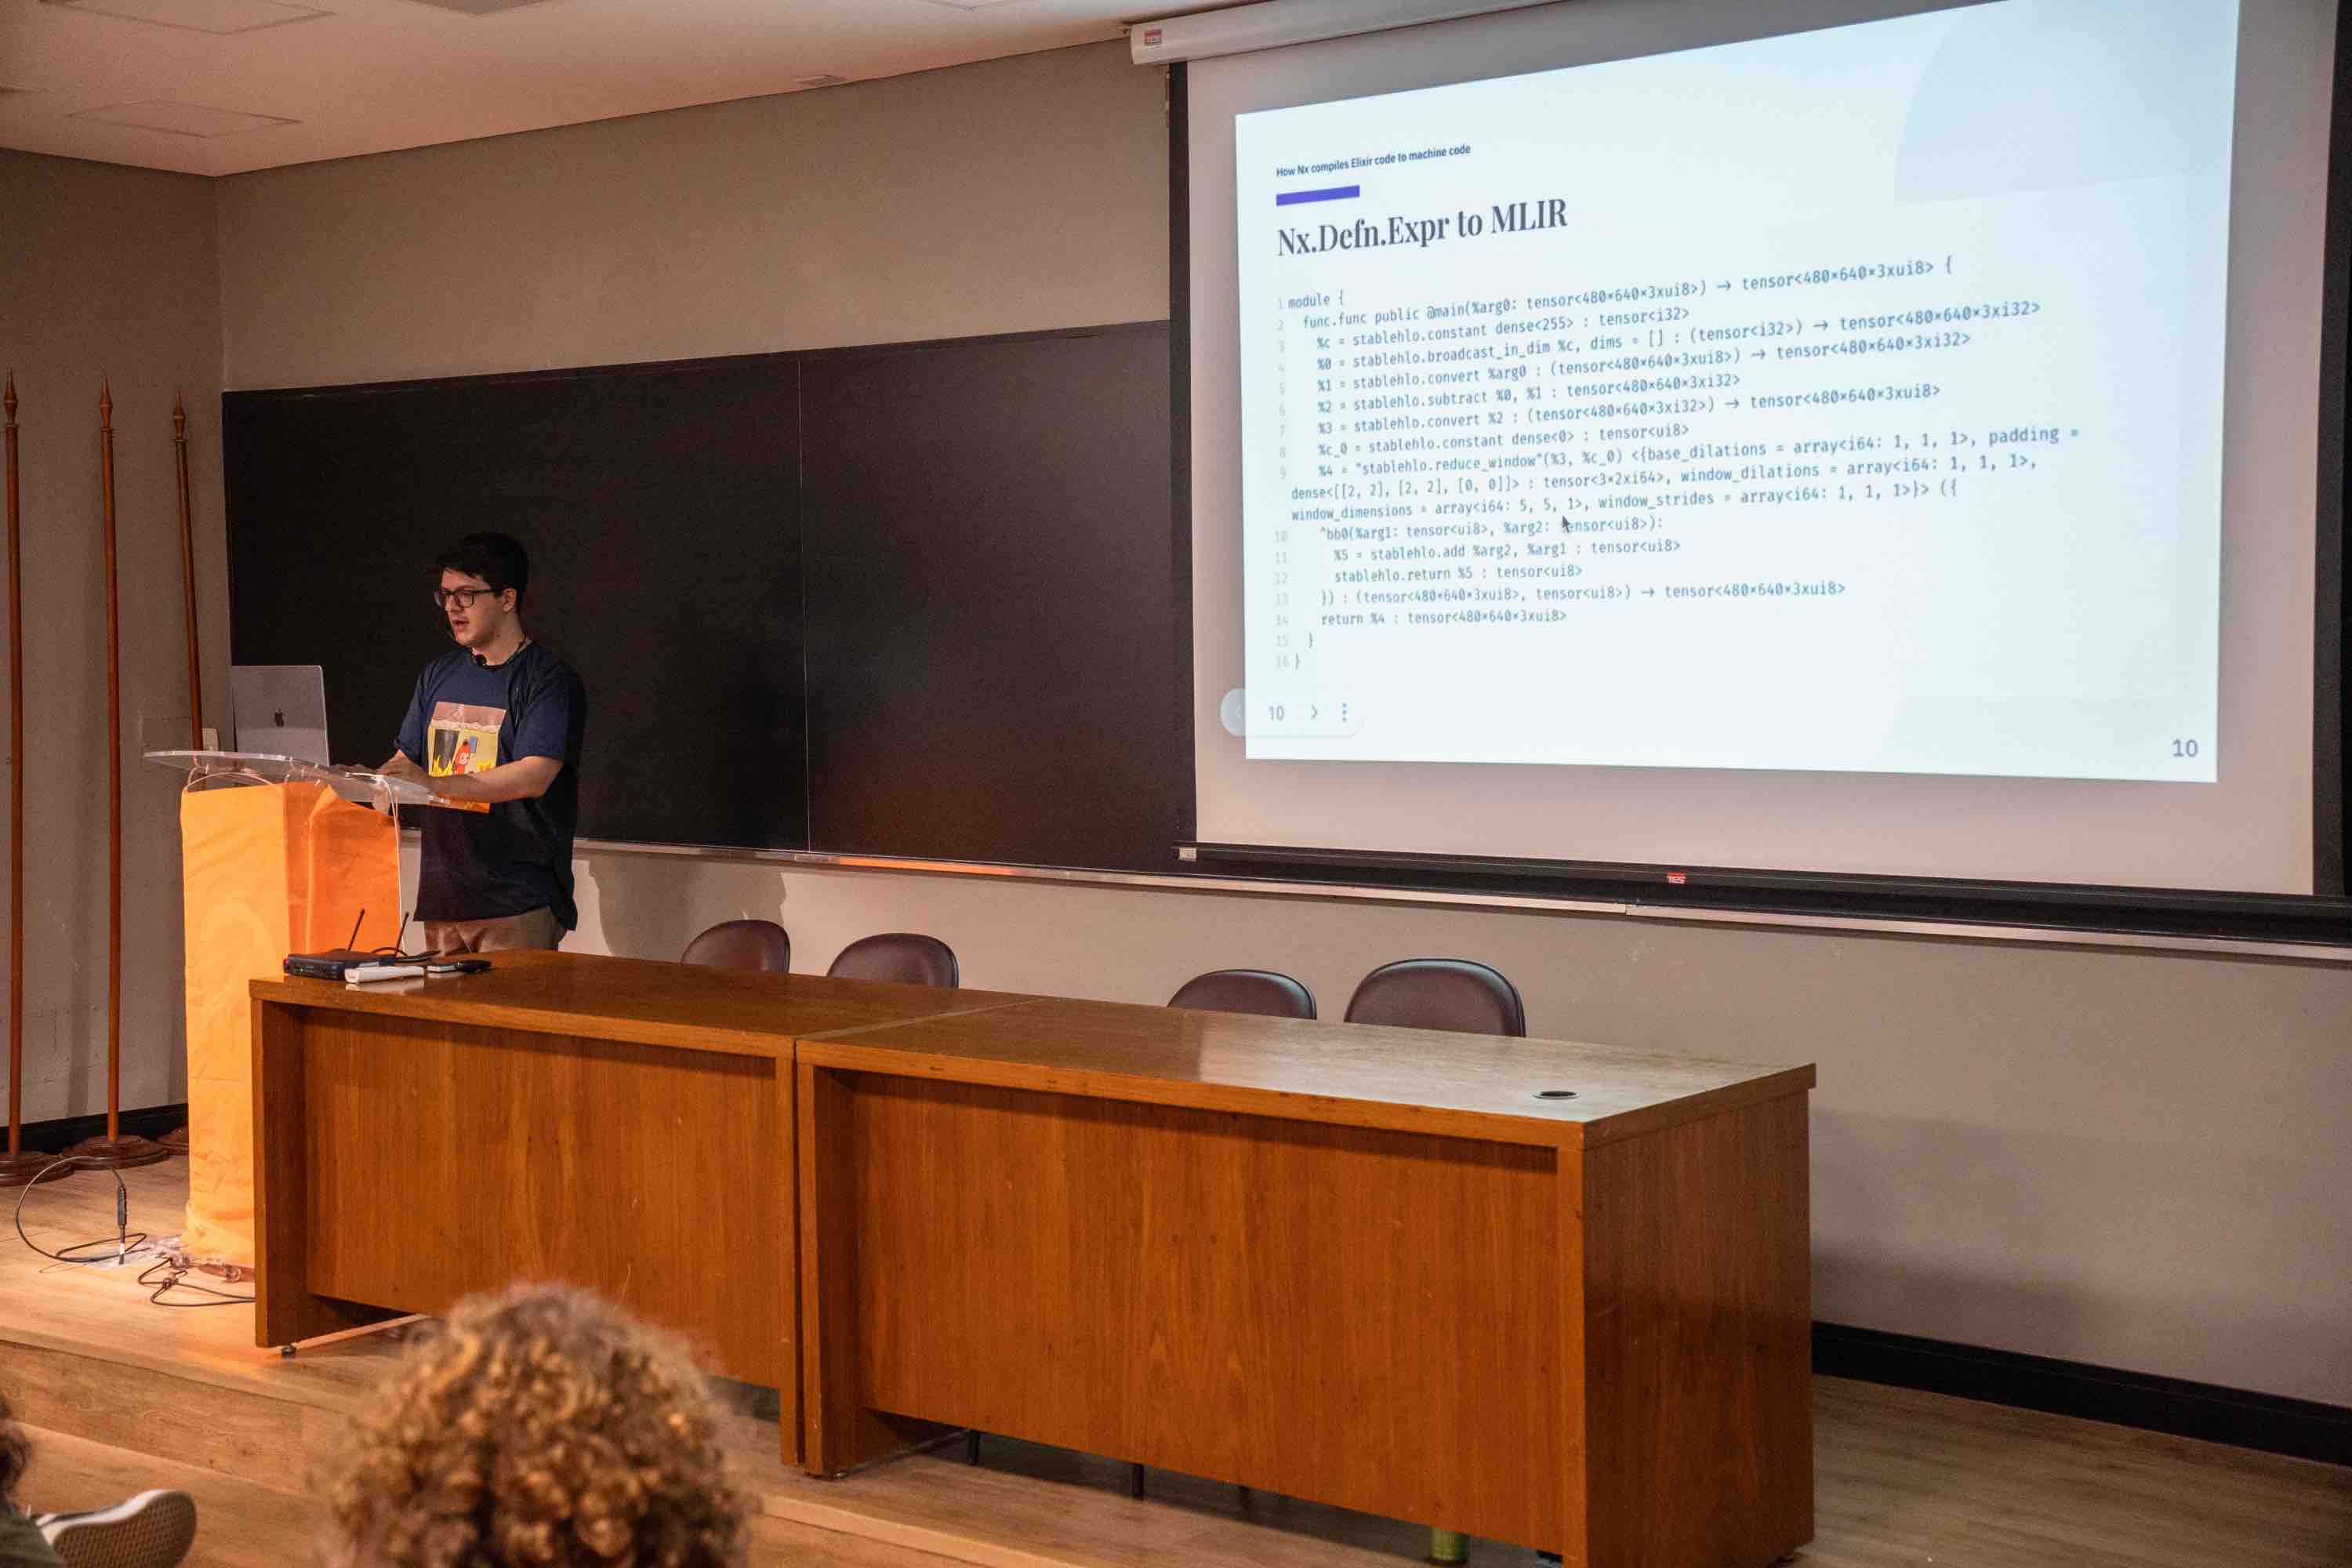 How Nx compiles Elixir code to machine code
Nx.Defn.Expr to MLIR
1 module {
2 func.func public @main(%arg0: tensor<480×640×3xui8>) → tensor<480×640×3xui8> {
3 %c = stablehlo.constant dense<255> : tensor<i32>
4 %0 = stablehlo.broadcast_in_dim %c, dims = [] : (tensor<i32>) → tensor<480×640×3xi32>
5 %1 = stablehlo.convert %arg0 : (tensor<480×640×3xui8>) → tensor<480×640×3xi32>
6 %2 = stablehlo.subtract %0, %1 : tensor<480×640×3xi32>
7 %3 = stablehlo.convert %2 : (tensor<480×640×3xi32>) → tensor<480×640×3xui8>
8 %c_0 = stablehlo.constant dense<0> : tensor<ui8>
9 %4 = "stablehlo.reduce_window"(%3, %c_0) <{base_dilations = array<i64: 1, 1, 1>, padding =
dense<[[2, 2], [2, 2], [0, 0]]> : tensor<3×2xi64>, window_dilations = array<i64: 1, 1, 1>,
window_dimensions = array<i64: 5, 5, 1>, window_strides = array<i64: 1, 1, 1>}> ({
10 ^bb0(%arg1: tensor<ui8>, %arg2: tensor<ui8>):
11 %5 = stablehlo.add %arg2, %arg1 : tensor<ui8>
12 stablehlo.return %5 : tensor<ui8>
13 }) : (tensor<480×640×3xui8>, tensor<ui8>) → tensor<480×640×3xui8>
14 return %4 : tensor<480×640×3xui8>
15 }
16 }
10
10
TES
TES